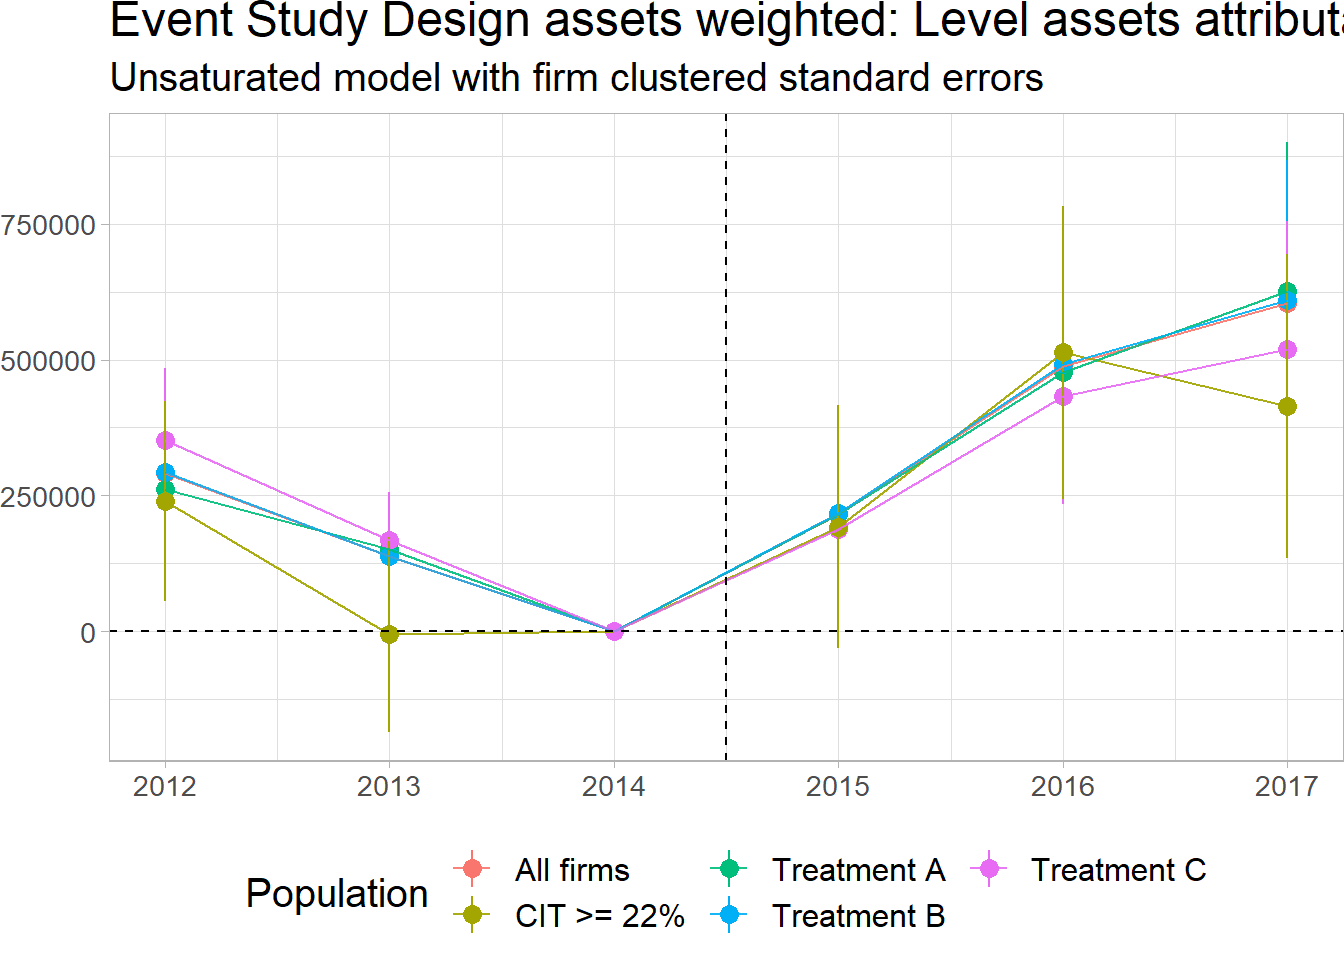 Event Study Design assets weighted: Level assets
Unsaturated model with firm clustered standard errors
750000
500000
250000
0
2012 2013 2014 2015 2016 2017
Population
All firms Treatment A Treatment C
CIT >= 22% Treatment B